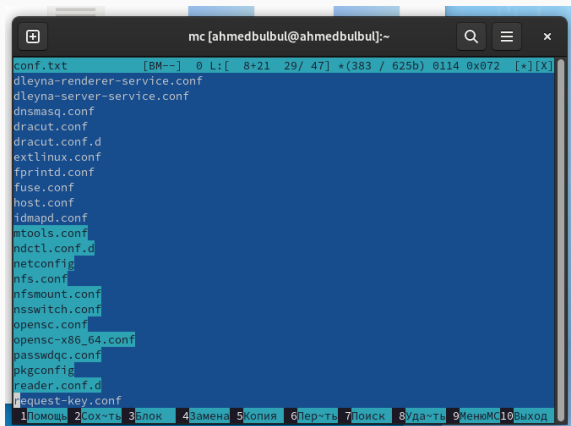 mc [ahmedbulbul@ahmedbulbul]:~
conf.txt [BM--] 0 L:[ 8+21 29/ 47] *(383 / 625b) 0114 0x072 [*][X]
dleyna-renderer-service.conf
dleyna-server-service.conf
dnsmasq.conf
dracut.conf
dracut.conf.d
extlinux.conf
fprintd.conf
fuse.conf
host.conf
idmapd.conf
mtools.conf
ndctl.conf.d
netconfig
nfs.conf
nfsmount.conf
nsswitch.conf
opensc.conf
opensc-x86_64.conf
passwdqc.conf
pkgconfig
reader.conf.d
request-key.conf
1Помощь 2Сох~ть 3Блок 4Замена 5Копия 6Пер~ть 7Поиск 8Уда~ть 9МенюMC 10Выход